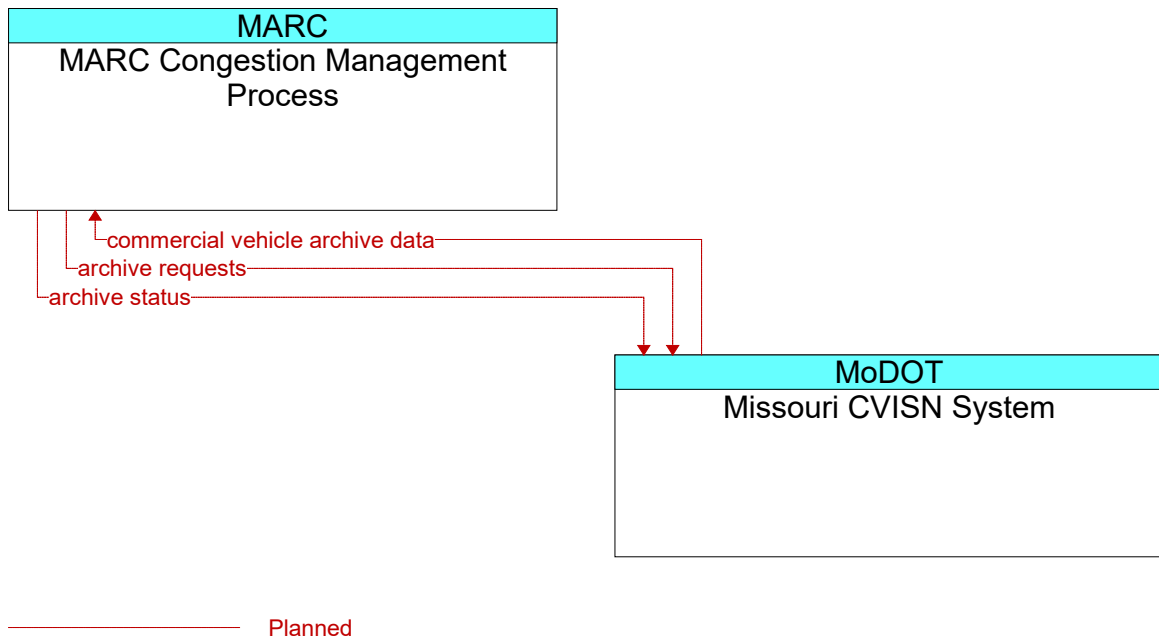 MARC
MARC Congestion Management
Process
commercial vehicle archive data
archive requests
archive status
MoDOT
Missouri CVISN System
Planned